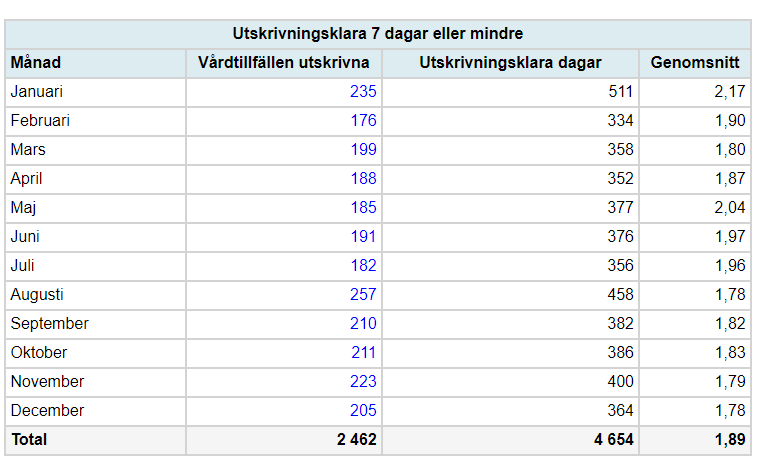 Utskrivningsklara 7 dagar eller mindre
Månad Vårdtillfällen utskrivna Utskrivningsklara dagar Genomsnitt
Januari 235 511 2,17
Februari 176 334 1,90
Mars 199 358 1,80
April 188 352 1,87
Maj 185 377 2,04
Juni 191 376 1,97
Juli 182 356 1,96
Augusti 257 458 1,78
September 210 382 1,82
Oktober 211 386 1,83
November 223 400 1,79
December 205 364 1,78
Total 2 462 4 654 1,89